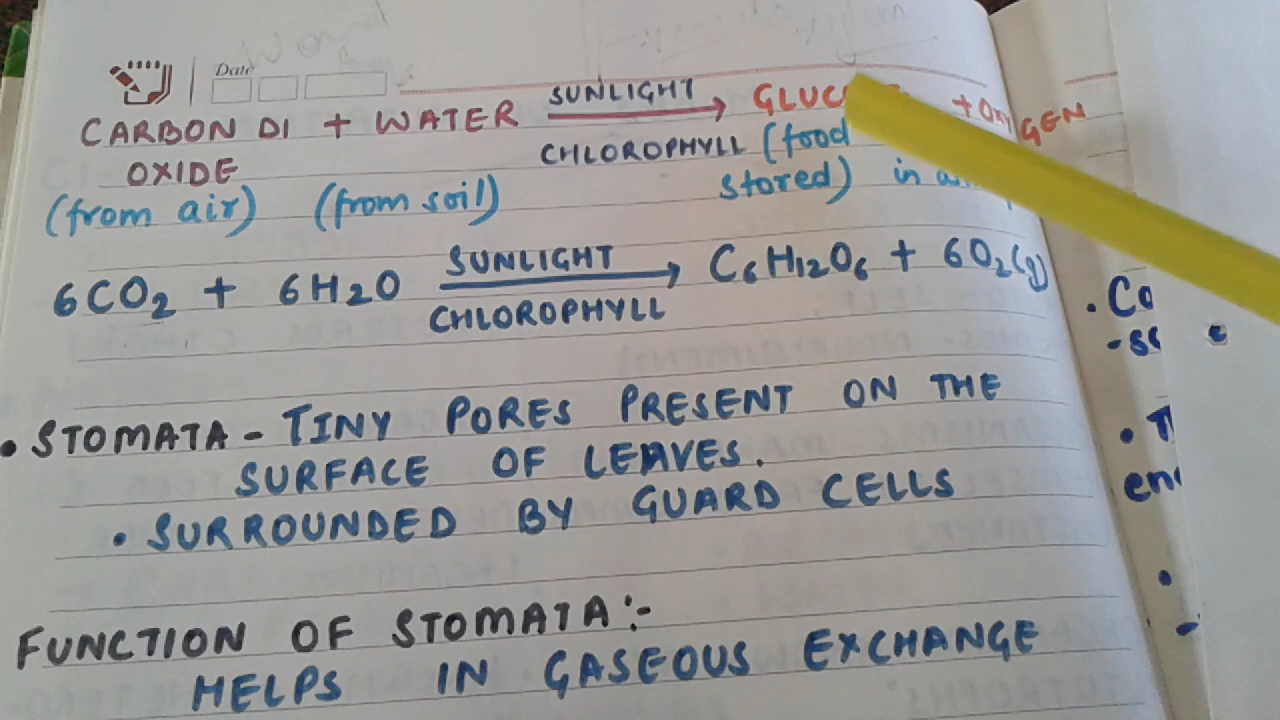 Date
SUNLIGHT
CARBON DI + WATER + OXYGEN
CHLOROPHYLL (food
OXIDE
(from air) (from soil) stored) in
SUNLIGHT
6CO2 + 6H2O C6H12O6 + 6O2(g)
CHLOROPHYLL
• STOMATA - TINY PORES PRESENT ON THE
SURFACE OF LEAVES.
• SURROUNDED BY GUARD CELLS
FUNCTION OF STOMATA:-
HELPS IN GASEOUS EXCHANGE